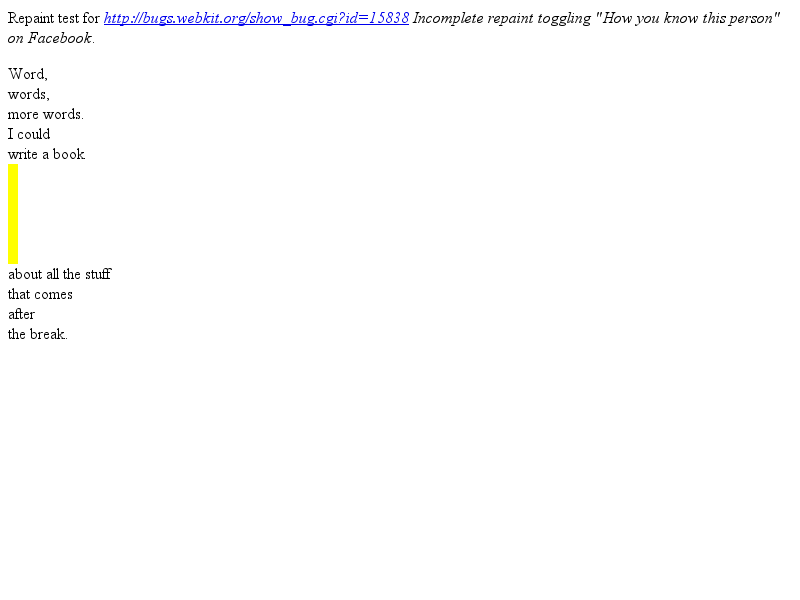 Repaint test for http://bugs.webkit.org/show_bug.cgi?id=15838 Incomplete repaint toggling "How you know this person"
on Facebook.
Word,
words,
more words.
I could
write a book
about all the stuff
that comes
after
the break.